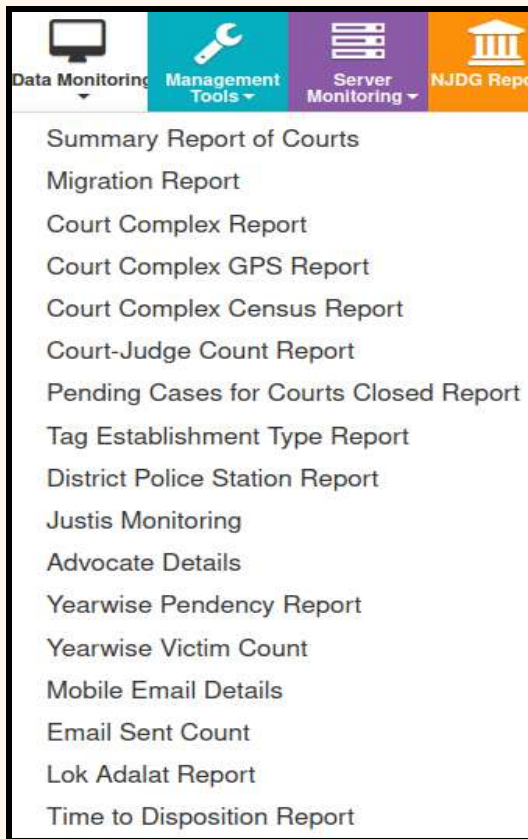 Data Monitoring
Management
Tools
Server
Monitoring
NJDG
Summary Report of Courts
Migration Report
Court Complex Report
Court Complex GPS Report
Court Complex Census Report
Court-Judge Count Report
Pending Cases for Courts Closed Report
Tag Establishment Type Report
District Police Station Report
Justis Monitoring
Advocate Details
Yearwise Pendency Report
Yearwise Victim Count
Mobile Email Details
Email Sent Count
Lok Adalat Report
Time to Disposition Report